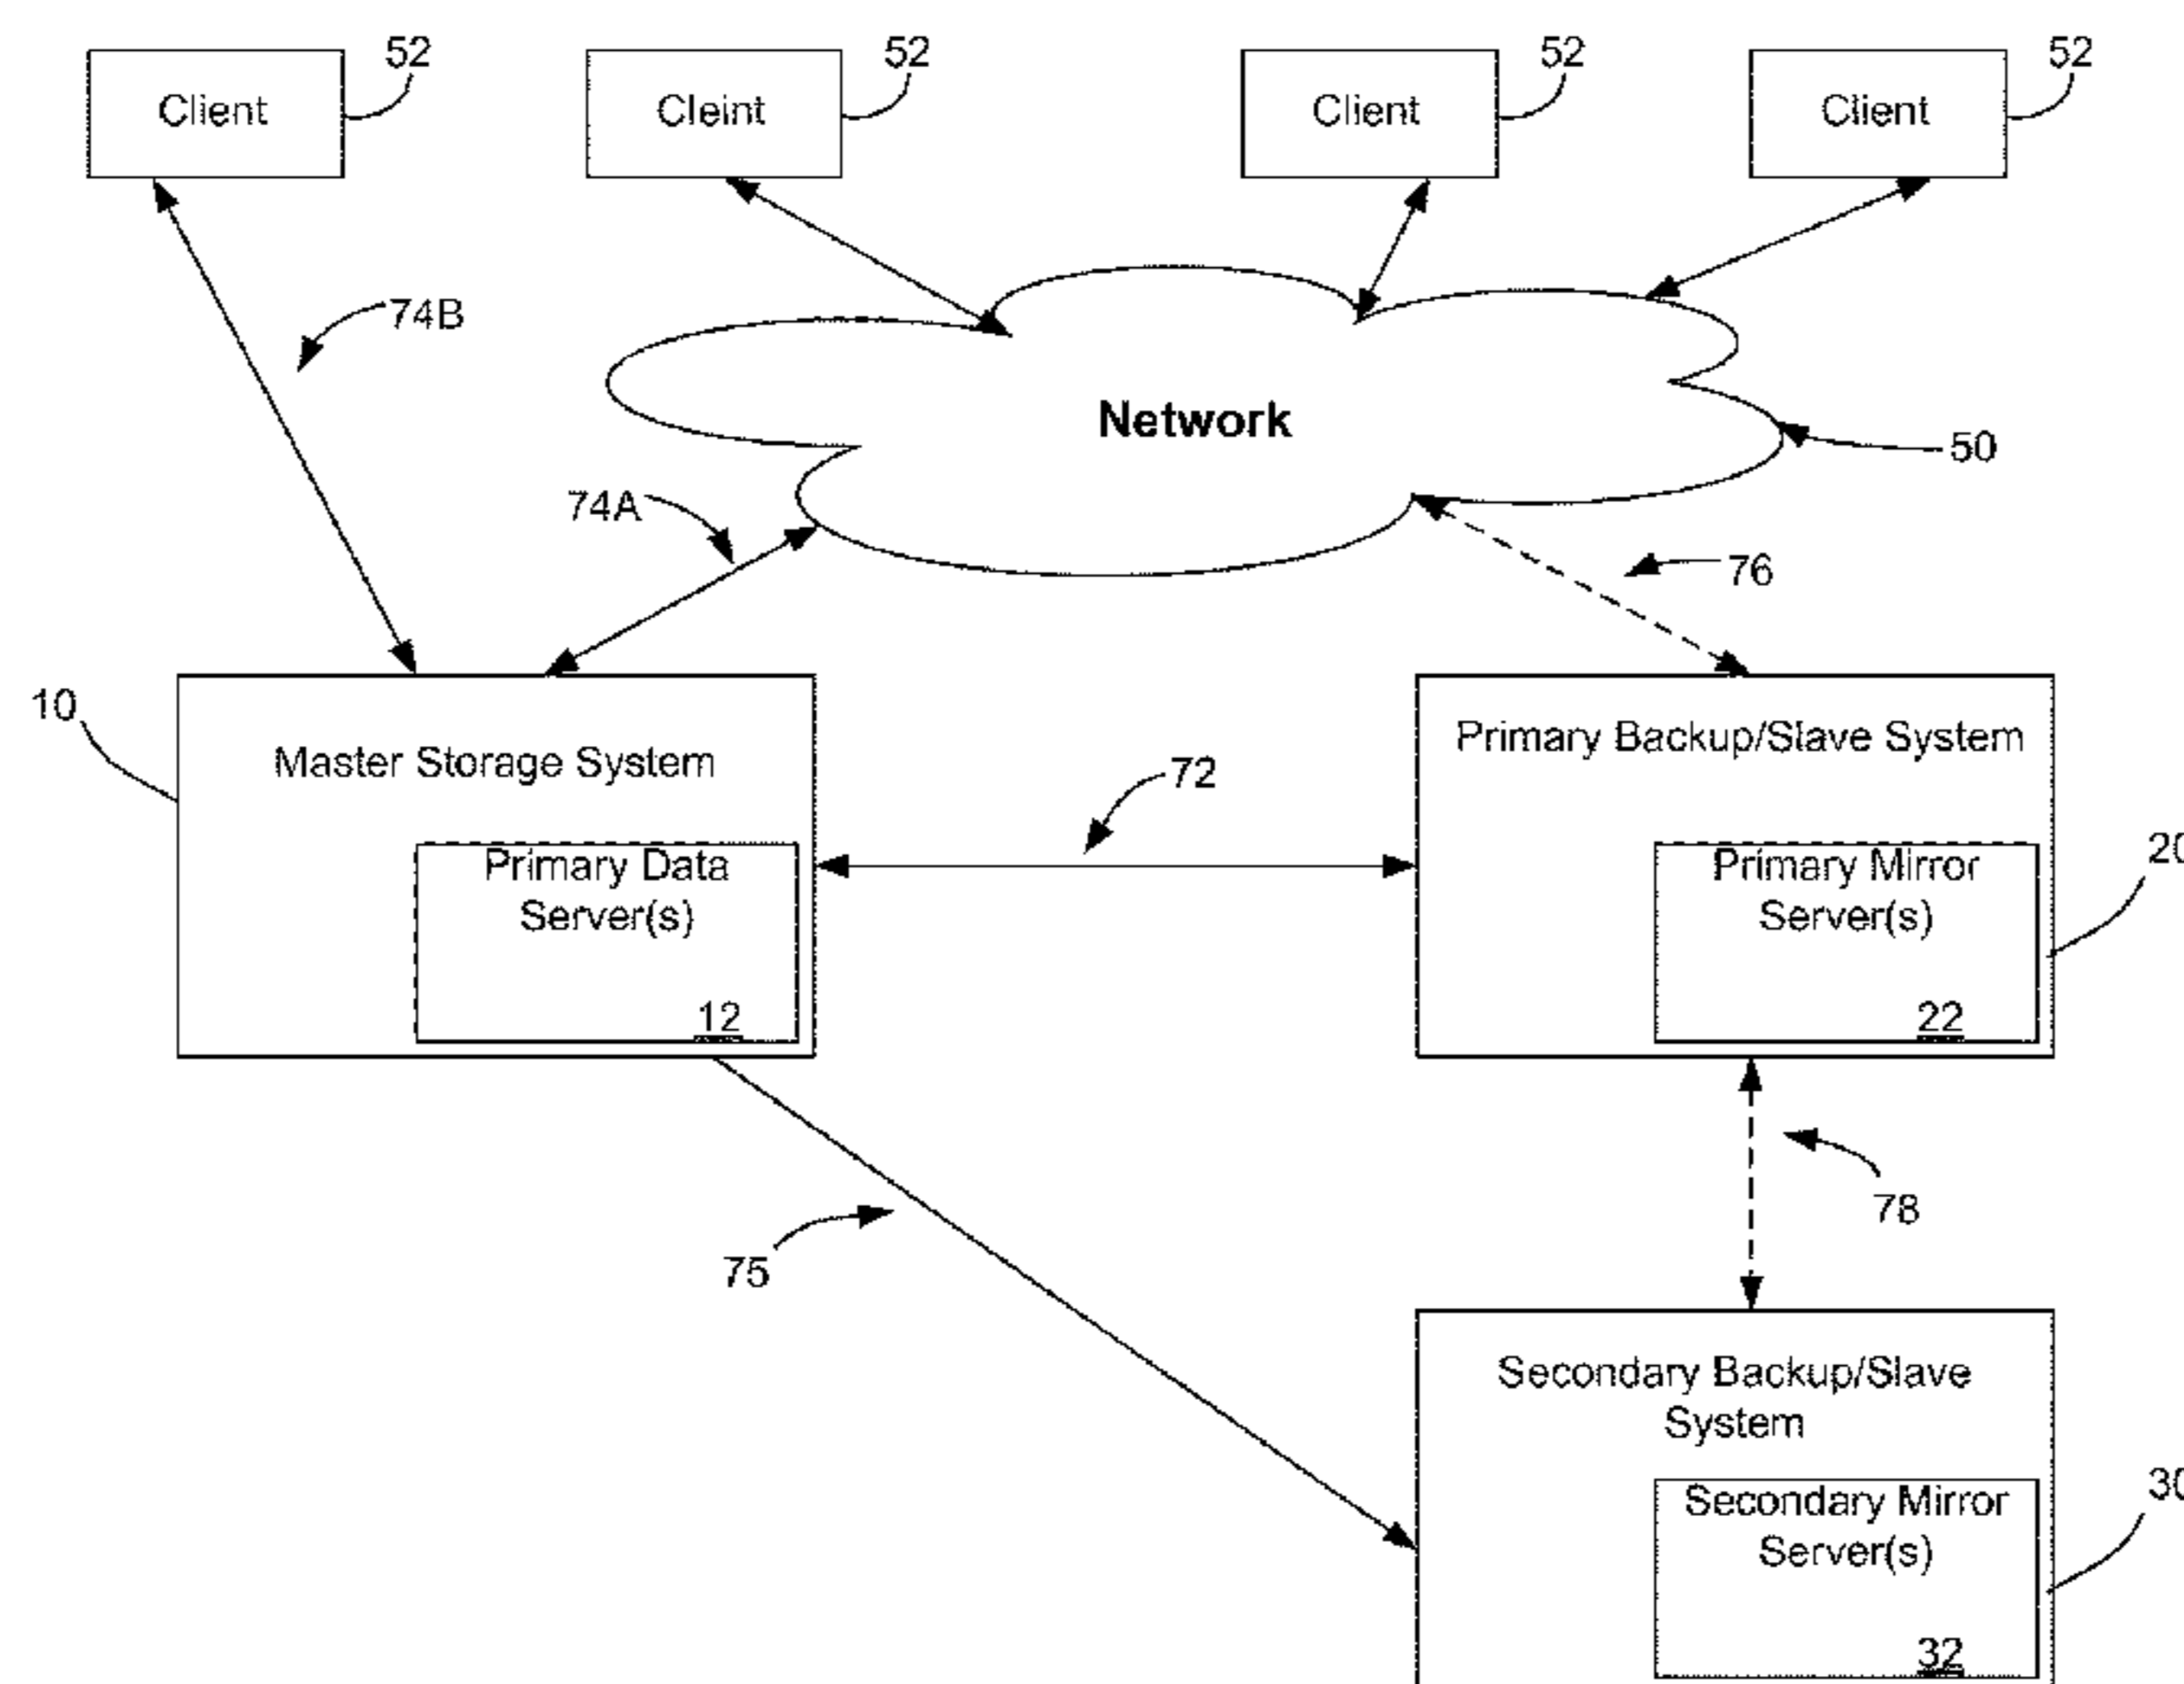 52
52
52
52
Client
Cleint
Client
Client
74B
Network
50
74A
76
10
Master Storage System
Primary Backup/Slave System
72
Primary Data
Server(s)
12
Primary Mirror
Server(s)
22
20
78
75
Secondary Backup/Slave
System
30
Secondary Mirror
Server(s)
32